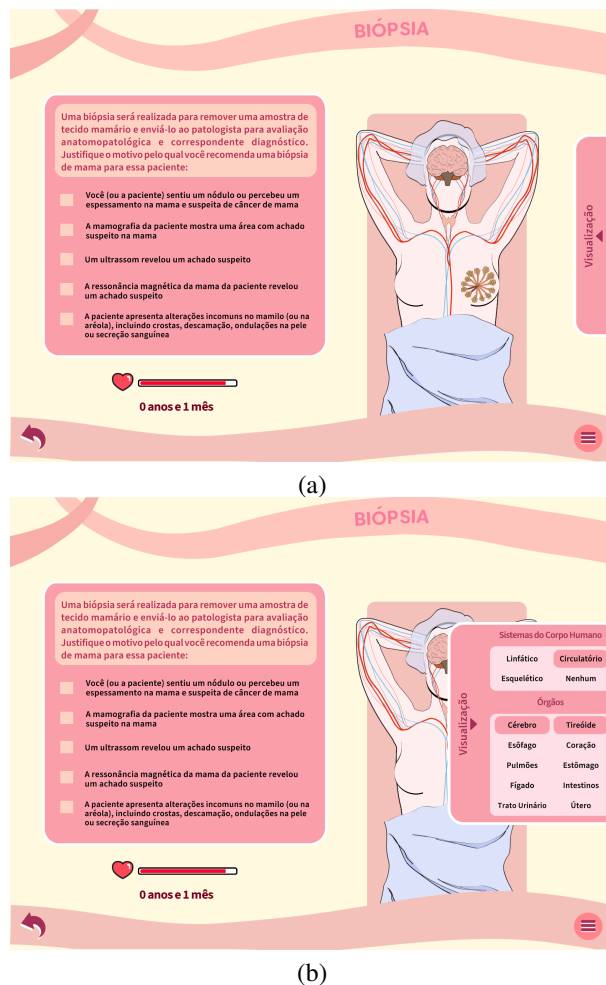 BIÓPSIA
Uma biópsia será realizada para remover uma amostra de
tecido mamário e enviá-lo ao patologista para avaliação
anatomopatológica e correspondente diagnóstico.
Justifique o motivo pelo qual você recomenda uma biópsia
de mama para essa paciente:
Você (ou a paciente) sentiu um nódulo ou percebeu um
espessamento na mama e suspeita de câncer de mama
A mamografia da paciente mostra uma área com achado
suspeito na mama
Um ultrassom revelou um achado suspeito
A ressonância magnética da mama da paciente revelou
um achado suspeito
A paciente apresenta alterações incomuns no mamilo (ou na
aréola), incluindo crostas, descamação, ondulações na pele
ou secreção sanguínea
0 anos e 1 mês
Visualização
(a)
BIÓPSIA
Uma biópsia será realizada para remover uma amostra de
tecido mamário e enviá-lo ao patologista para avaliação
anatomopatológica e correspondente diagnóstico.
Justifique o motivo pelo qual você recomenda uma biópsia
de mama para essa paciente:
Você (ou a paciente) sentiu um nódulo ou percebeu um
espessamento na mama e suspeita de câncer de mama
A mamografia da paciente mostra uma área com achado
suspeito na mama
Um ultrassom revelou um achado suspeito
A ressonância magnética da mama da paciente revelou
um achado suspeito
A paciente apresenta alterações incomuns no mamilo (ou na
aréola), incluindo crostas, descamação, ondulações na pele
ou secreção sanguínea
0 anos e 1 mês
Visualização
Sistemas do Corpo Humano
Linfático Circulatório
Esquelético Nenhum
Órgãos
Cérebro Tireóide
Esôfago Coração
Pulmões Estômago
Fígado Intestinos
Trato Urinário Útero
(b)